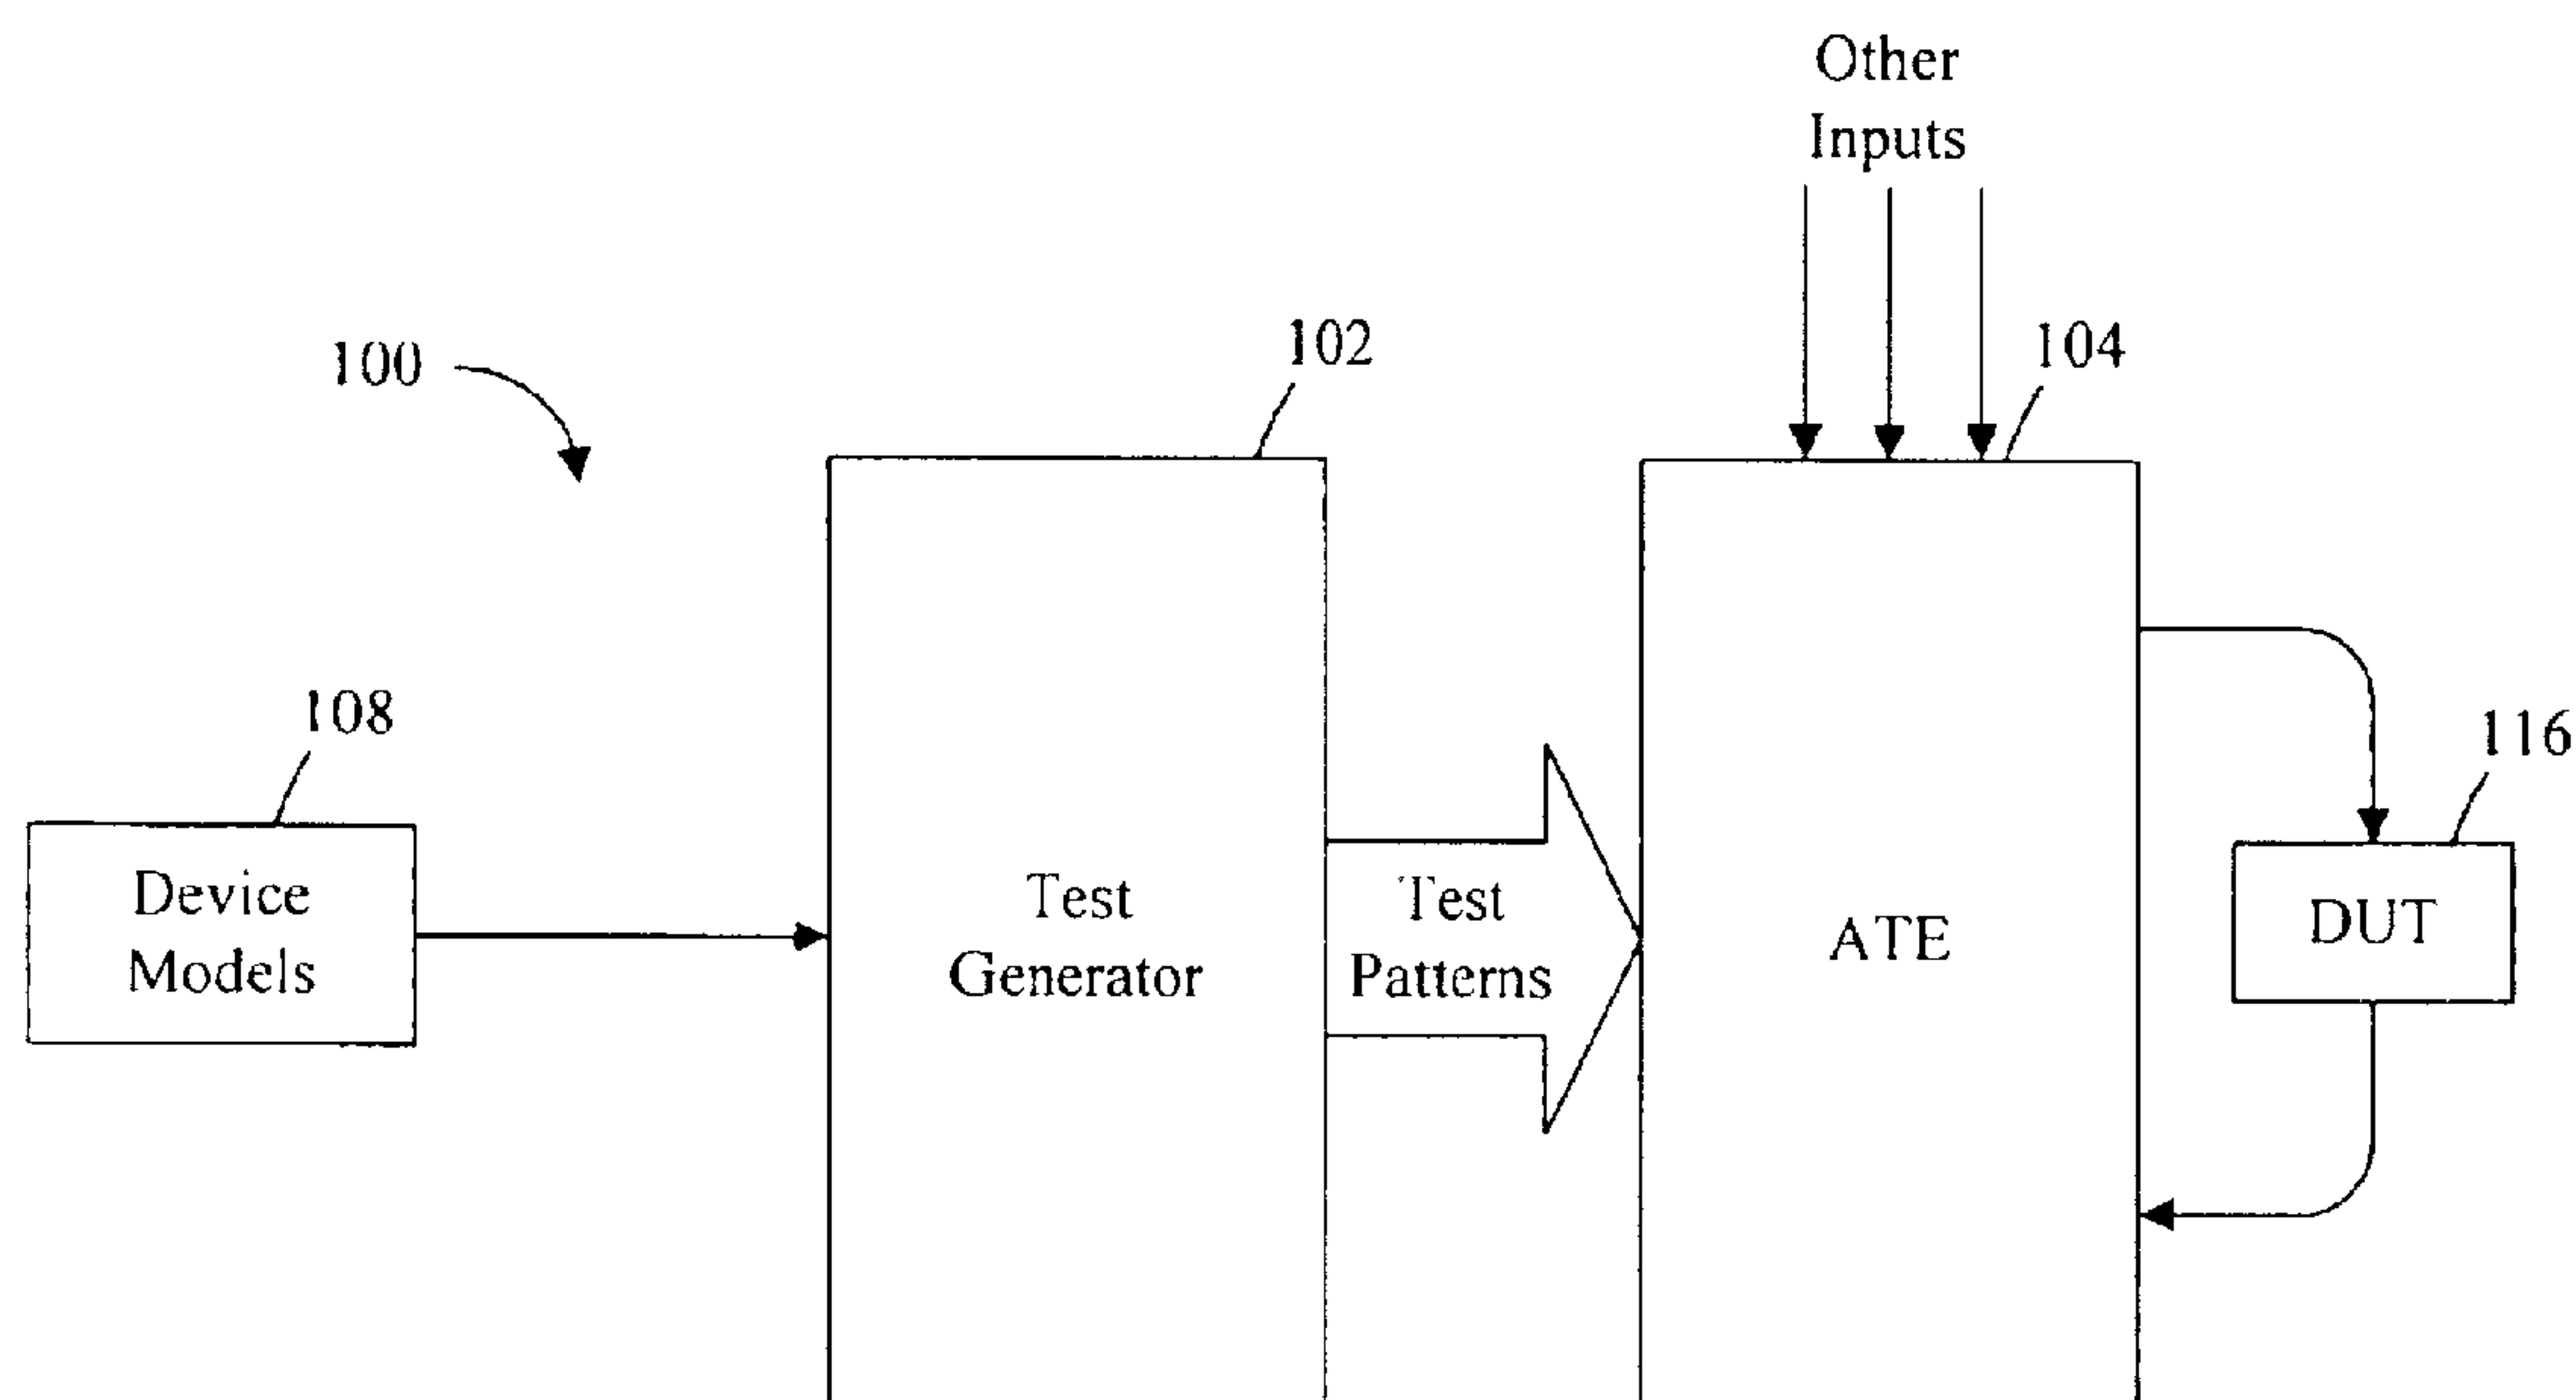 Other
Inputs
100
102
104
108
116
Device
Models
Test
Generator
Test
Patterns
ATE
DUT